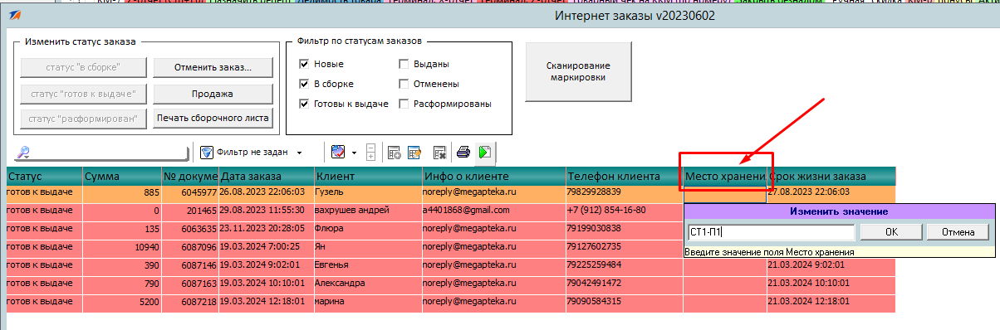 Интернет заказы v20230602
Изменить статус заказа
статус "в сборке"
Отменить заказ...
статус "готов к выдаче"
Продажа
статус "расформирован"
Печать сборочного листа
Фильтр по статусам заказов
Новые
Выданы
В сборке
Отменены
Готовы к выдаче
Расформированы
Сканирование
маркировки
Фильтр не задан
Статус Сумма № докуме Дата заказа Клиент Инфо о клиенте Телефон клиента Место хранени Срок жизни заказа
готов к выдаче 885 6045977 26.08.2023 22:06:03 Гузель noreply@megapteka.ru 79829928839 27.08.2023 22:06:03
готов к выдаче 0 201465 29.08.2023 11:55:30 вахрушев андрей a4401868@gmail.com +7 (912) 854-16-80
готов к выдаче 135 6063635 23.11.2023 20:28:05 Флюра noreply@megapteka.ru 79199030838
готов к выдаче 10940 6087096 19.03.2024 7:00:25 Ян noreply@megapteka.ru 79127602735
готов к выдаче 390 6087146 19.03.2024 9:02:01 Евгенья noreply@megapteka.ru 79225259484 21.03.2024 9:02:01
готов к выдаче 790 6087163 19.03.2024 10:10:01 Александра noreply@megapteka.ru 79042491472 21.03.2024 10:10:01
готов к выдаче 5200 6087218 19.03.2024 12:18:01 марина noreply@megapteka.ru 79090584315 21.03.2024 12:18:01
Изменить значение
СТ1-П1
ОК
Отмена
Введите значение поля Место хранения